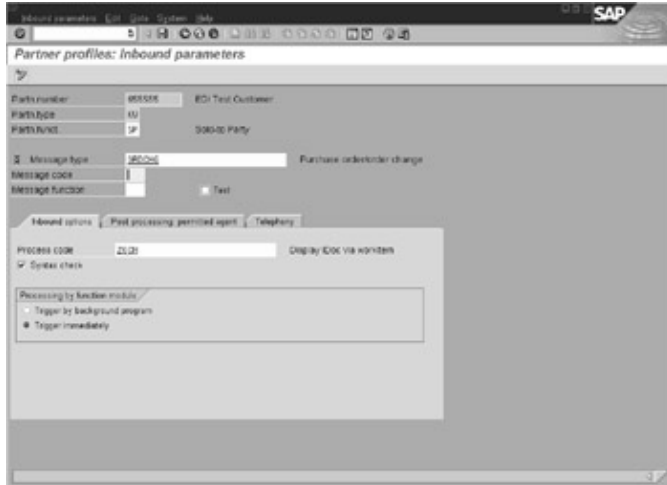 Inbound parameters Edit Goto System Help
SAP
Partner profiles: Inbound parameters
Partn.number EDI Test Customer
Partn.type KU
Partn.funct. SP Sold-to Party
Message type ORDCHG Purchase order/order change
Message code
Message function Test
Inbound options Post processing: permitted agent Telephony
Process code Display IDoc via workitem
Syntax check
Processing by function module
Trigger by background program
Trigger immediately